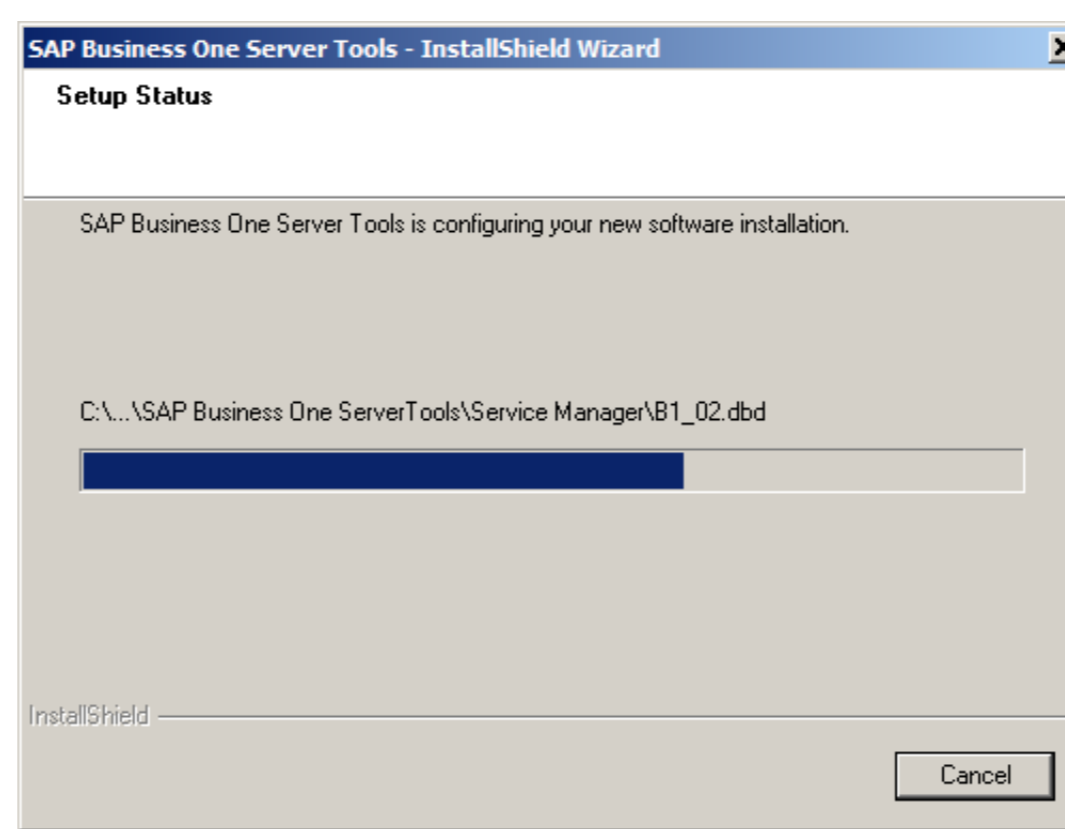 SAP Business One Server Tools - InstallShield Wizard
Setup Status
SAP Business One Server Tools is configuring your new software installation.
C:\...\SAP Business One ServerTools\Service Manager\B1_02.dbd
InstallShield
Cancel